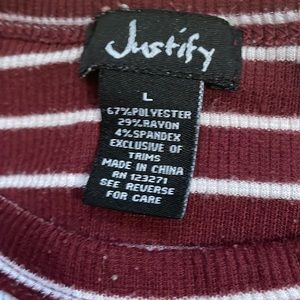 Justify
L
67%POLYESTER
29%RAYON
4%SPANDEX
EXCLUSIVE OF
TRIMS
MADE IN CHINA
RN 123271
SEE REVERSE
FOR CARE